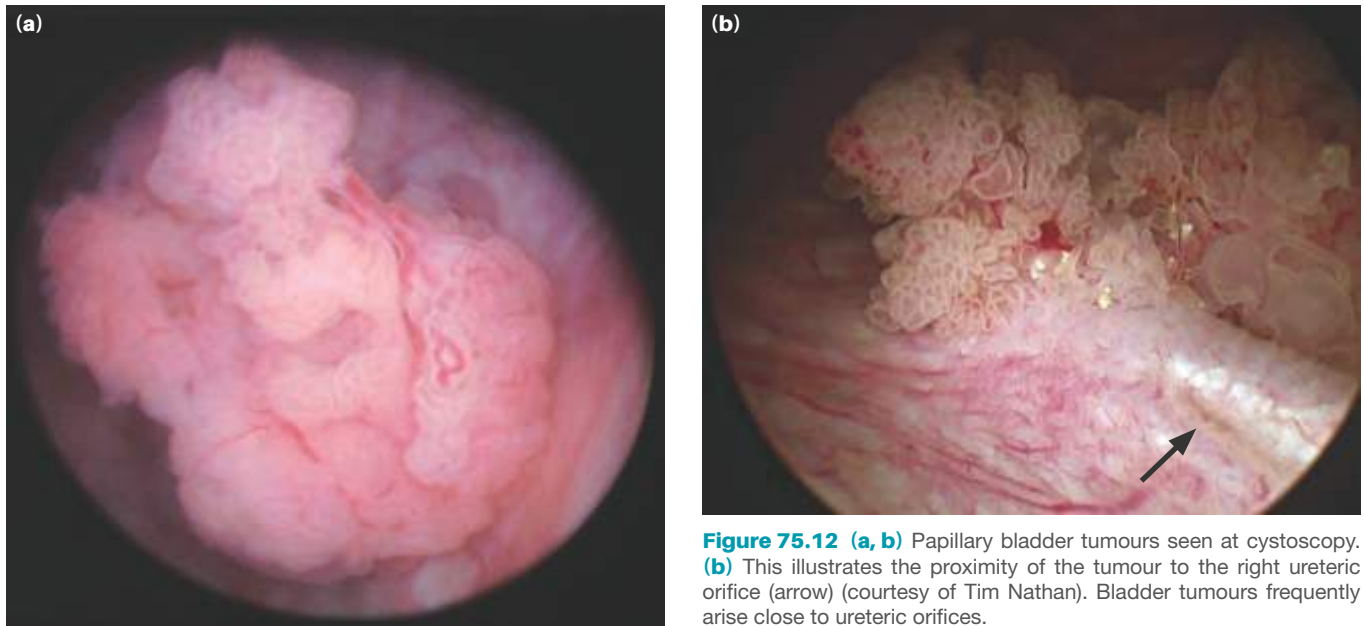 (a)
(b)
Figure 75.12 (a, b) Papillary bladder tumours seen at cystoscopy.
(b) This illustrates the proximity of the tumour to the right ureteric
orifice (arrow) (courtesy of Tim Nathan). Bladder tumours frequently
arise close to ureteric orifices.